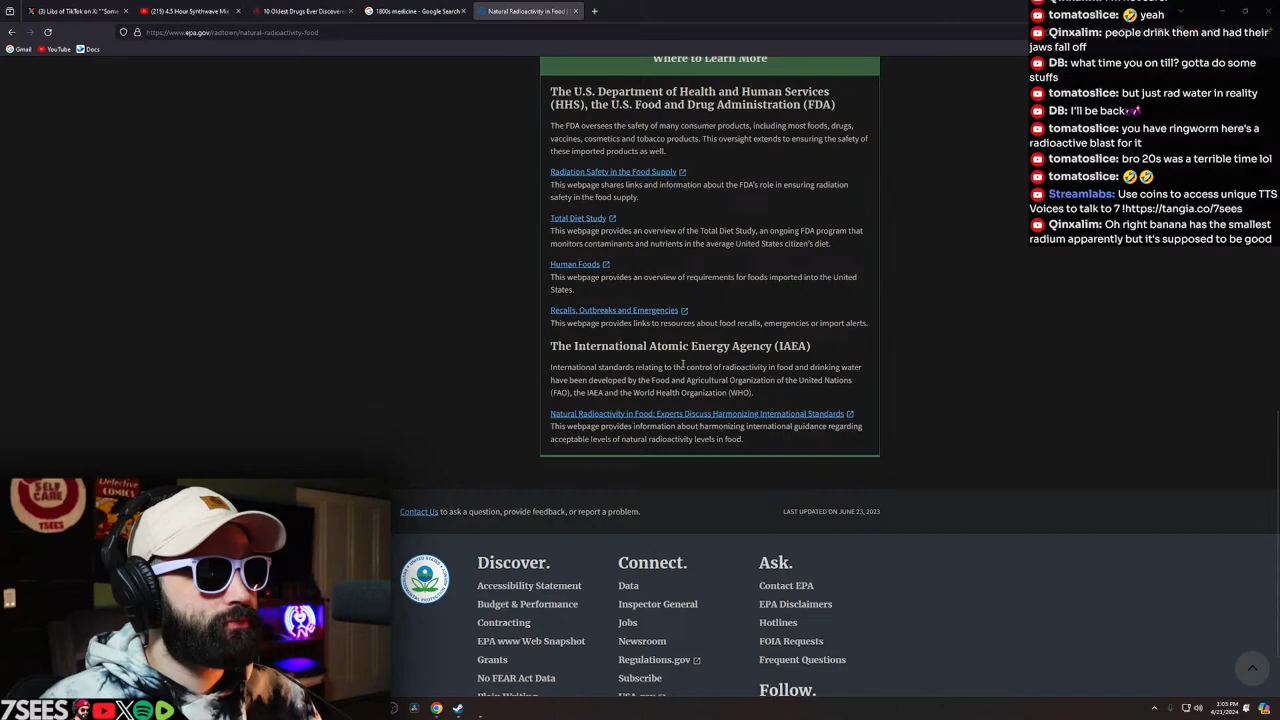 (3) Libs of TikTok on X: "Some
(215) 4.5 Hour Synthwave Mix
10 Oldest Drugs Ever Discovere
1800s medicine - Google Search
Natural Radioactivity in Food |
https://www.epa.gov/radtown/natural-radioactivity-food
Gmail
YouTube
Docs
Where to Learn More
The U.S. Department of Health and Human Services
(HHS), the U.S. Food and Drug Administration (FDA)
The FDA oversees the safety of many consumer products, including most foods, drugs,
vaccines, cosmetics and tobacco products. This oversight extends to ensuring the safety of
these imported products as well.
Radiation Safety in the Food Supply
This webpage shares links and information about the FDA's role in ensuring radiation
safety in the food supply.
Total Diet Study
This webpage provides an overview of the Total Diet Study, an ongoing FDA program that
monitors contaminants and nutrients in the average United States citizen's diet.
Human Foods
This webpage provides an overview of requirements for foods imported into the United
States.
Recalls, Outbreaks and Emergencies
This webpage provides links to resources about food recalls, emergencies or import alerts.
The International Atomic Energy Agency (IAEA)
International standards relating to the control of radioactivity in food and drinking water
have been developed by the Food and Agricultural Organization of the United Nations
(FAO), the IAEA and the World Health Organization (WHO).
Natural Radioactivity in Food: Experts Discuss Harmonizing International Standards
This webpage provides information about harmonizing international guidance regarding
acceptable levels of natural radioactivity levels in food.
Contact Us to ask a question, provide feedback, or report a problem.
LAST UPDATED ON JUNE 23, 2023
Discover.
Accessibility Statement
Budget & Performance
Contracting
EPA www Web Snapshot
Grants
No FEAR Act Data
Connect.
Data
Inspector General
Jobs
Newsroom
Regulations.gov
Subscribe
Ask.
Contact EPA
EPA Disclaimers
Hotlines
FOIA Requests
Frequent Questions
Follow.
tomatoslice: 🤣 yeah
Qinxalim: people drink them and had their
jaws fall off
DB: what time you on till? gotta do some
stuffs
tomatoslice: but just rad water in reality
DB: I'll be back
tomatoslice: you have ringworm here's a
radioactive blast for it
tomatoslice: bro 20s was a terrible time lol
tomatoslice: 🤣🤣
Streamlabs: Use coins to access unique TTS
Voices to talk to 7 !https://tangia.co/7sees
Qinxalim: Oh right banana has the smallest
radium apparently but it's supposed to be good
SELF
CARE
7SEES
Defective
COMICS
7SEES
1:03 PM
4/21/2024